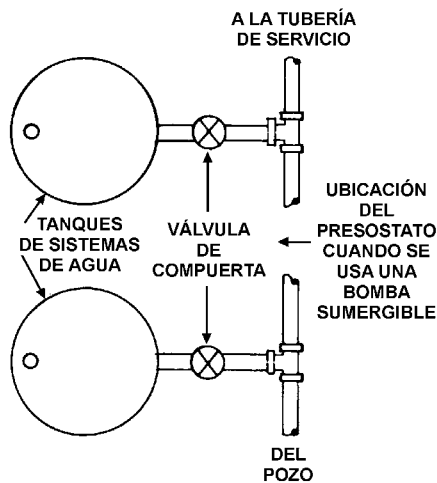 A LA TUBERÍA
DE SERVICIO
TANQUES
DE SISTEMAS
DE AGUA
VÁLVULA
DE
COMPUERTA
UBICACIÓN
DEL
PRESOSTATO
CUANDO SE
USA UNA
BOMBA
SUMERGIBLE
DEL
POZO